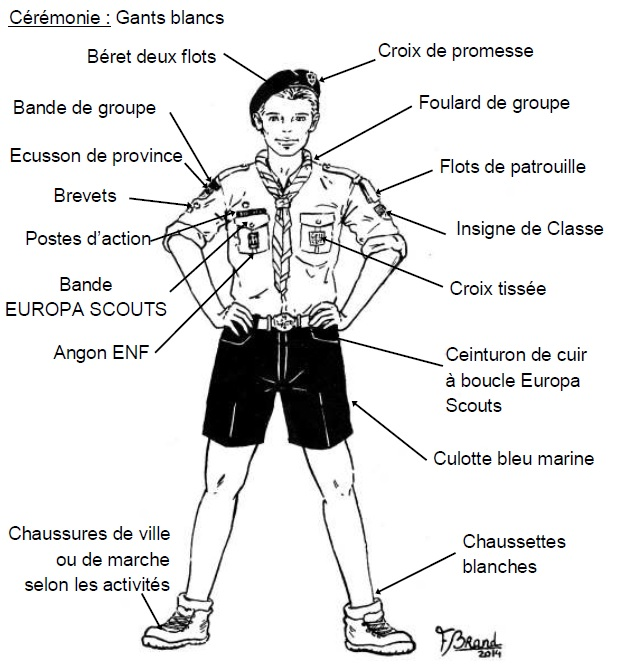 Cérémonie : Gants blancs
Béret deux flots
Croix de promesse
Bande de groupe
Foulard de groupe
Ecusson de province
Flots de patrouille
Brevets
Insigne de Classe
Postes d’action
Bande
EUROPA SCOUTS
Croix tissée
Angon ENF
Ceinturon de cuir
à boucle Europa
Scouts
Culotte bleu marine
Chaussures de ville
ou de marche
selon les activités
Chaussettes
blanches
F/Brand
2014